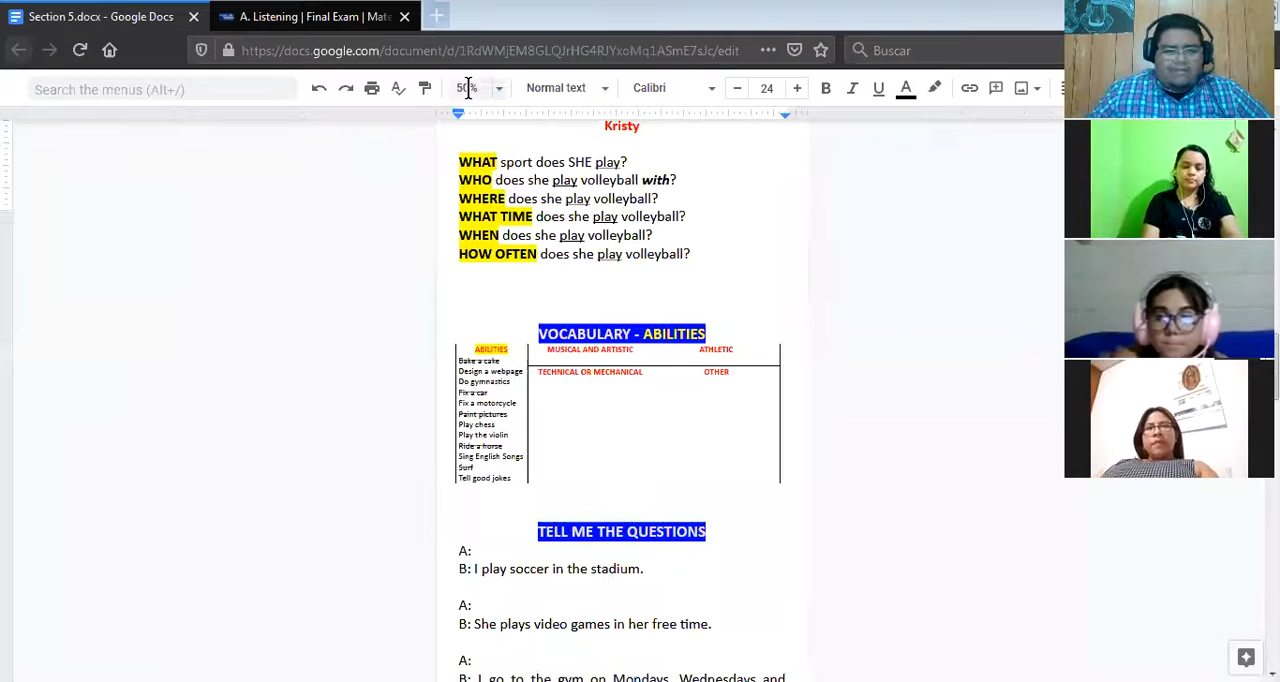 Section 5.docx - Google Docs
A. Listening | Final Exam | Mate
https://docs.google.com/document/d/1RdWMjEM8GLQJrHG4RJYxoMq1ASmE7sJc/edit
Buscar
Search the menus (Alt+/)
50%
Normal text
Calibri
24
B I U A
Kristy
WHAT sport does SHE play?
WHO does she play volleyball with?
WHERE does she play volleyball?
WHAT TIME does she play volleyball?
WHEN does she play volleyball?
HOW OFTEN does she play volleyball?
VOCABULARY - ABILITIES
ABILITIES MUSICAL AND ARTISTIC ATHLETIC
TECHNICAL OR MECHANICAL OTHER
Bake a cake
Design a webpage
Do gymnastics
Fix a car
Fix a motorcycle
Paint pictures
Play chess
Play the violin
Ride a horse
Sing English Songs
Surf
Tell good jokes
TELL ME THE QUESTIONS
A:
B: I play soccer in the stadium.
A:
B: She plays video games in her free time.
A:
B: I go to the gym on Mondays, Wednesdays and